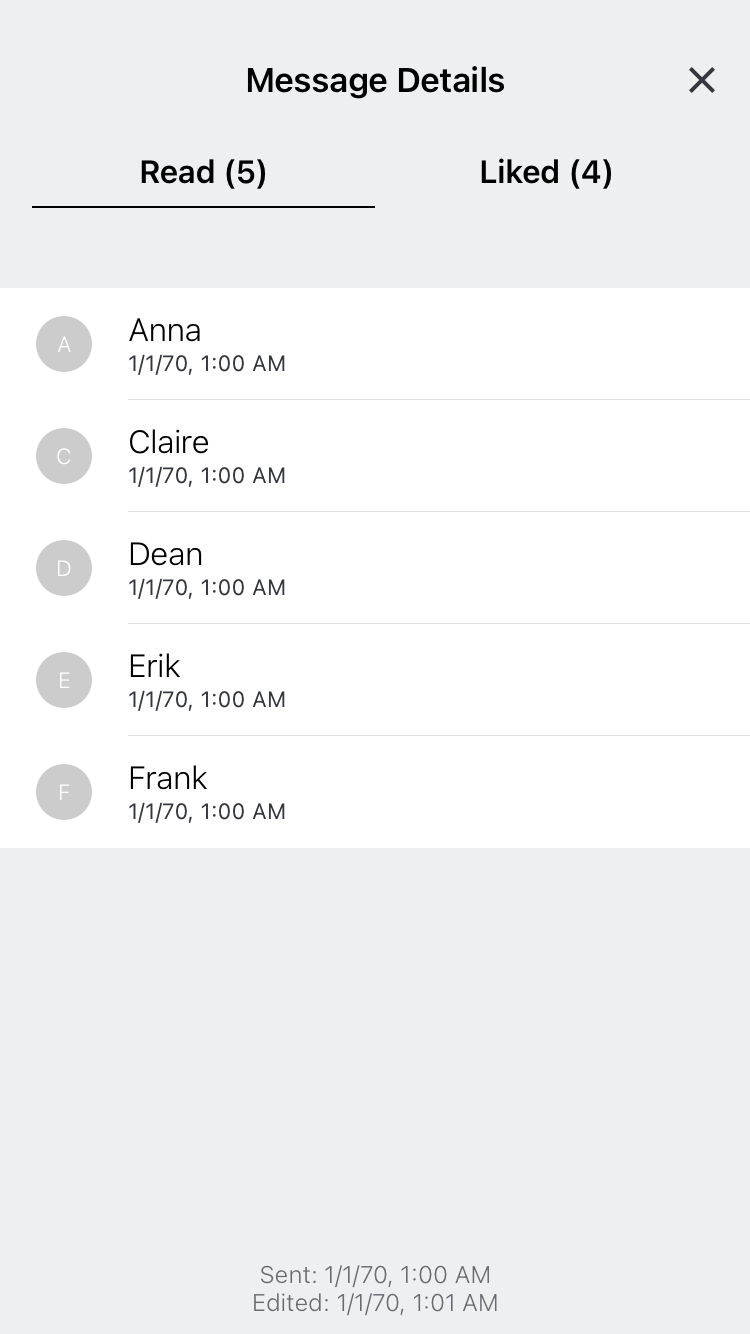 Message Details
Read (5) Liked (4)
A
Anna
1/1/70, 1:00 AM
C
Claire
1/1/70, 1:00 AM
D
Dean
1/1/70, 1:00 AM
E
Erik
1/1/70, 1:00 AM
F
Frank
1/1/70, 1:00 AM
Sent: 1/1/70, 1:00 AM
Edited: 1/1/70, 1:01 AM